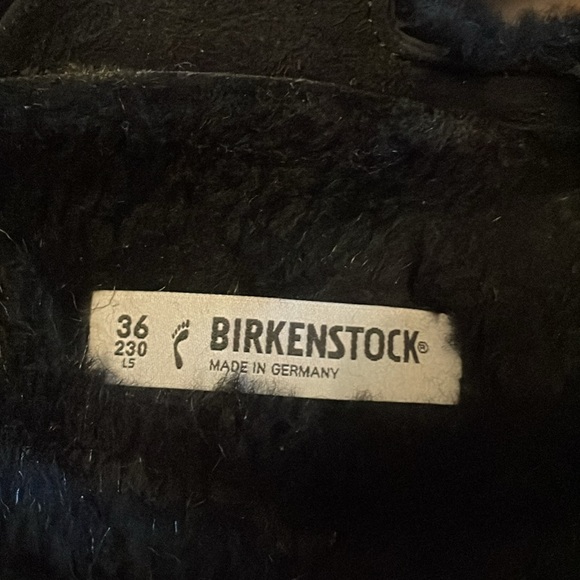 36
230
L5
BIRKENSTOCK®
MADE IN GERMANY